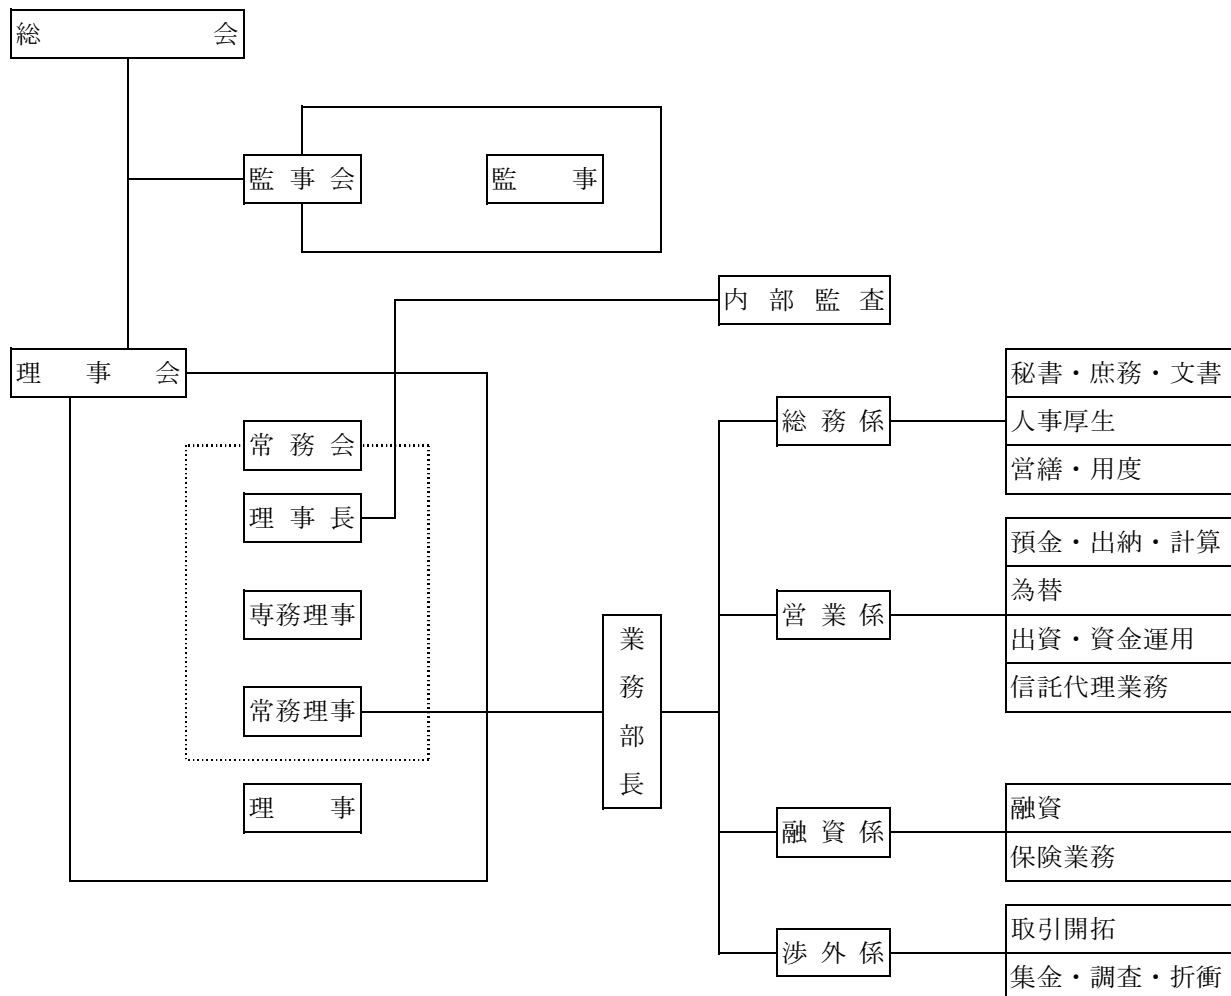 総会
監事会
監事
内部監査
理事会
常務会
理事長
専務理事
常務理事
理事
業務部長
総務係
秘書・庶務・文書
人事厚生
営繕・用度
営業係
預金・出納・計算
為替
出資・資金運用
信託代理業務
融資係
融資
保険業務
渉外係
取引開拓
集金・調査・折衝